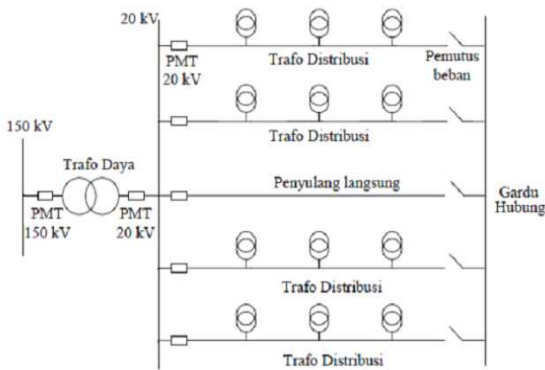 20 kV
PMT
20 kV
Trafo Distribusi
Pemutus
beban
Trafo Distribusi
150 kV
Trafo Daya
PMT
150 kV
PMT
20 kV
Penyulang langsung
Gardu
Hubung
Trafo Distribusi
Trafo Distribusi